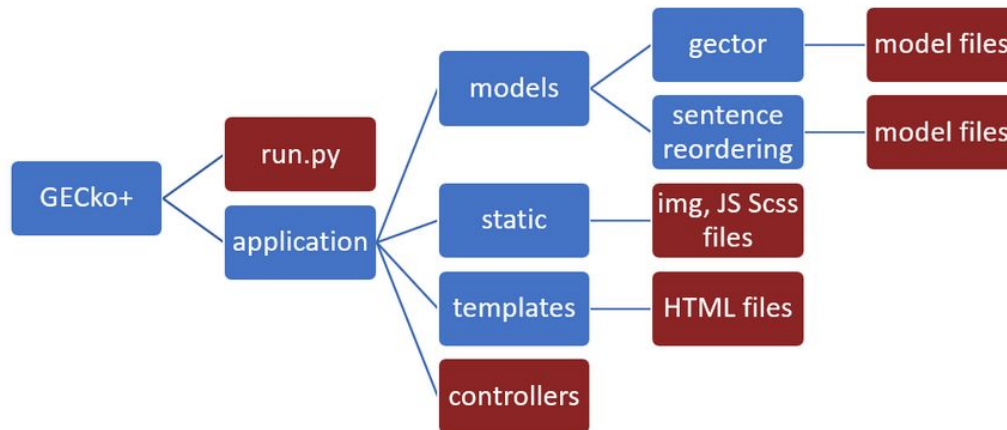 GECko+
run.py
application
models
static
templates
controllers
gector
sentence
reordering
img, JS Scss
files
HTML files
model files
model files